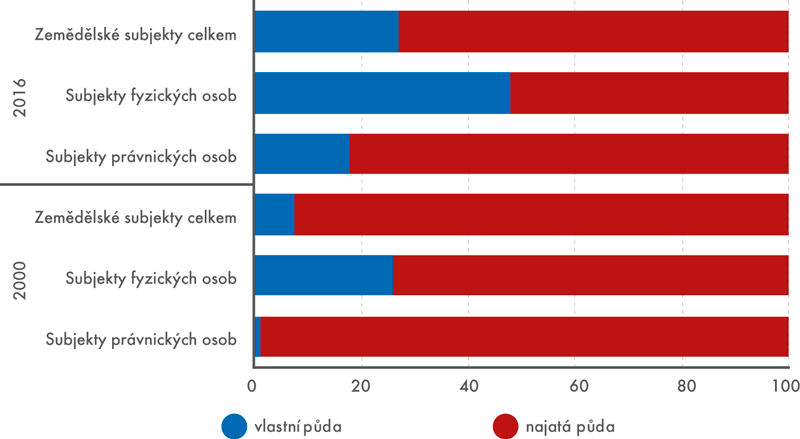 2016
Zemědělské subjekty celkem
Subjekty fyzických osob
Subjekty právnických osob
2000
Zemědělské subjekty celkem
Subjekty fyzických osob
Subjekty právnických osob
0 20 40 60 80 100
vlastní půda najatá půda